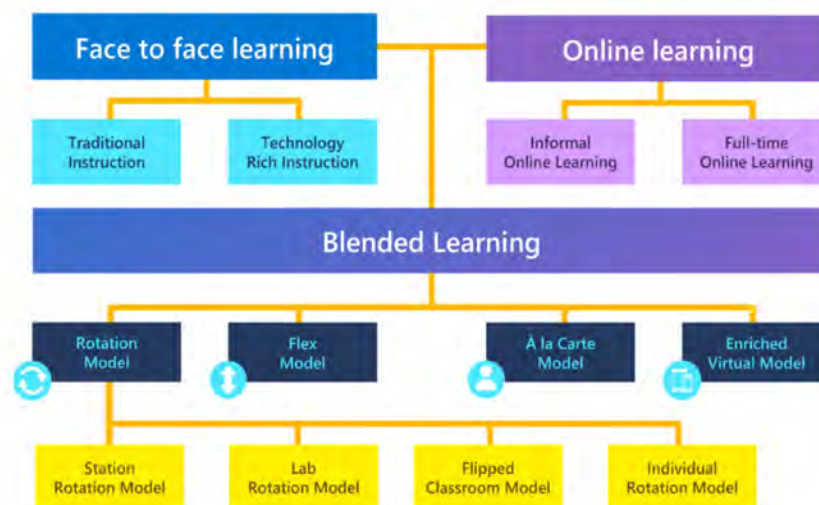 Face to face learning
Online learning
Traditional
Instruction
Technology
Rich Instruction
Informal
Online Learning
Full-time
Online Learning
Blended Learning
Rotation
Model
Flex
Model
À la Carte
Model
Enriched
Virtual Model
Station
Rotation Model
Lab
Rotation Model
Flipped
Classroom Model
Individual
Rotation Model